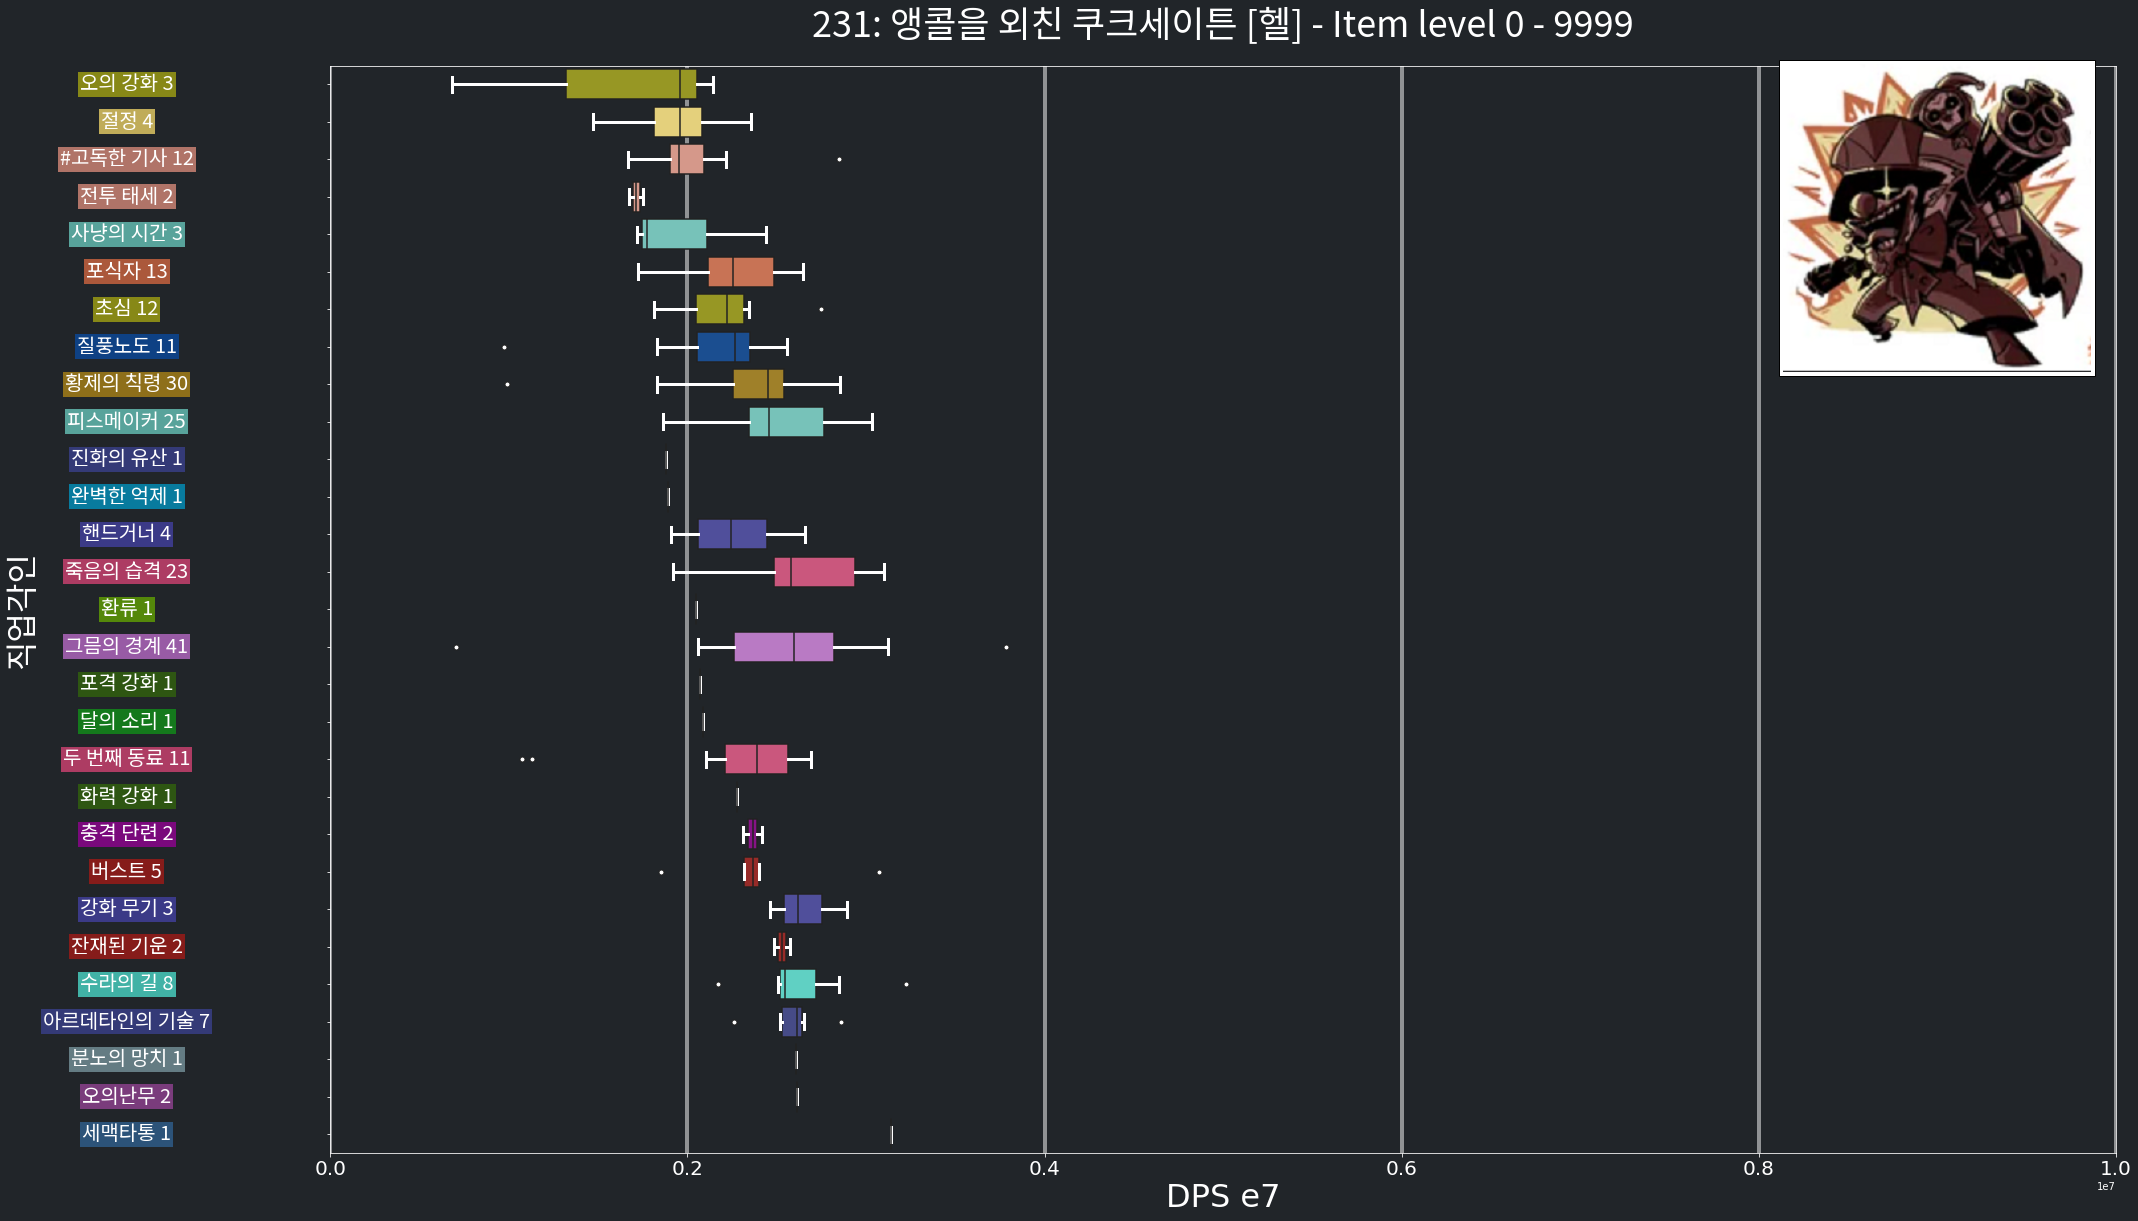 231: 앵콜을 외친 쿠크세이튼 [헬] - Item level 0 - 9999
오의 강화 3
절정 4
#고독한 기사 12
전투 태세 2
사냥의 시간 3
포식자 13
초심 12
질풍노도 11
황제의 칙령 30
피스메이커 25
진화의 유산 1
완벽한 억제 1
핸드거너 4
죽음의 습격 23
환류 1
그믐의 경계 41
포격 강화 1
달의 소리 1
두 번째 동료 11
화력 강화 1
충격 단련 2
버스트 5
강화 무기 3
잔재된 기운 2
수라의 길 8
아르데타인의 기술 7
분노의 망치 1
오의난무 2
세맥타통 1
직업각인
0.0 0.2 0.4 0.6 0.8 1.0
1e7
DPS e7